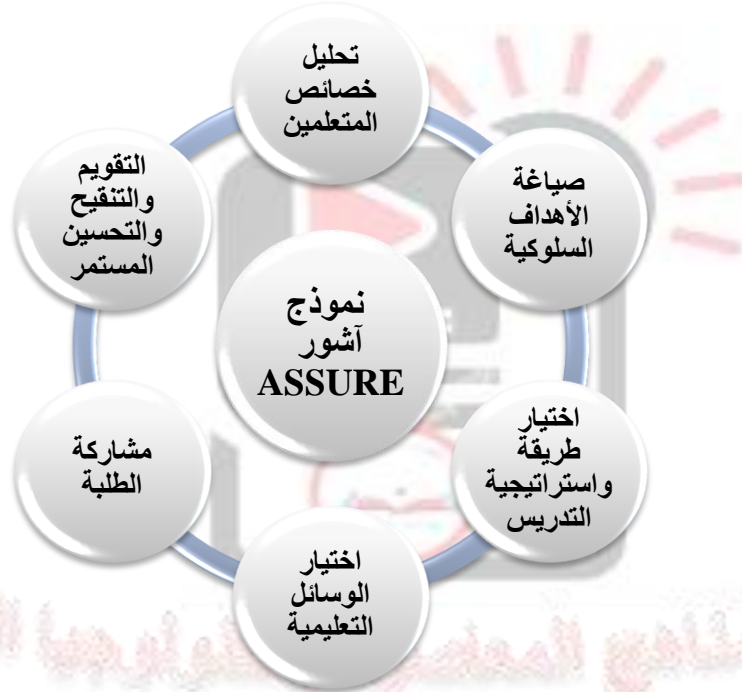 تحليل
خصائص
المتعلمين
صياغة
الأهداف
السلوكية
اختيار
طريقة
واستراتيجية
التدريس
اختيار
الوسائل
التعليمية
مشاركة
الطلبة
التقويم
والتنقيح
والتحسين
المستمر
نموذج
آشور
ASSURE